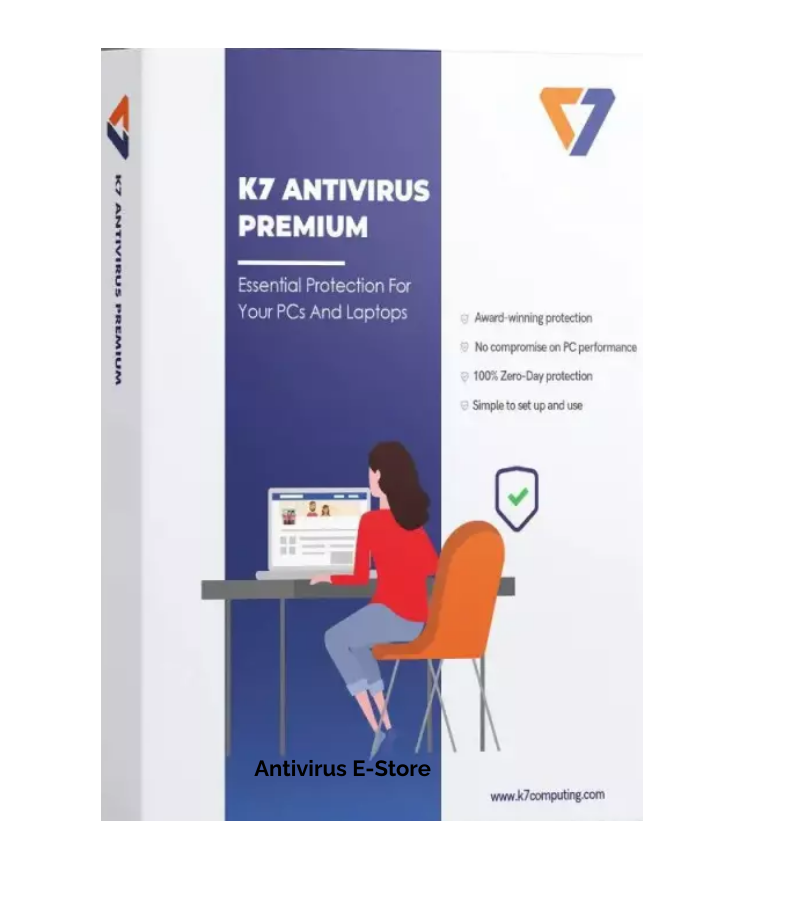 K7 ANTIVIRUS PREMIUM
K7 ANTIVIRUS
PREMIUM
Essential Protection For
Your PCs And Laptops
Award-winning protection
No compromise on PC performance
100% Zero-Day protection
Simple to set up and use
Antivirus E-Store
www.k7computing.com